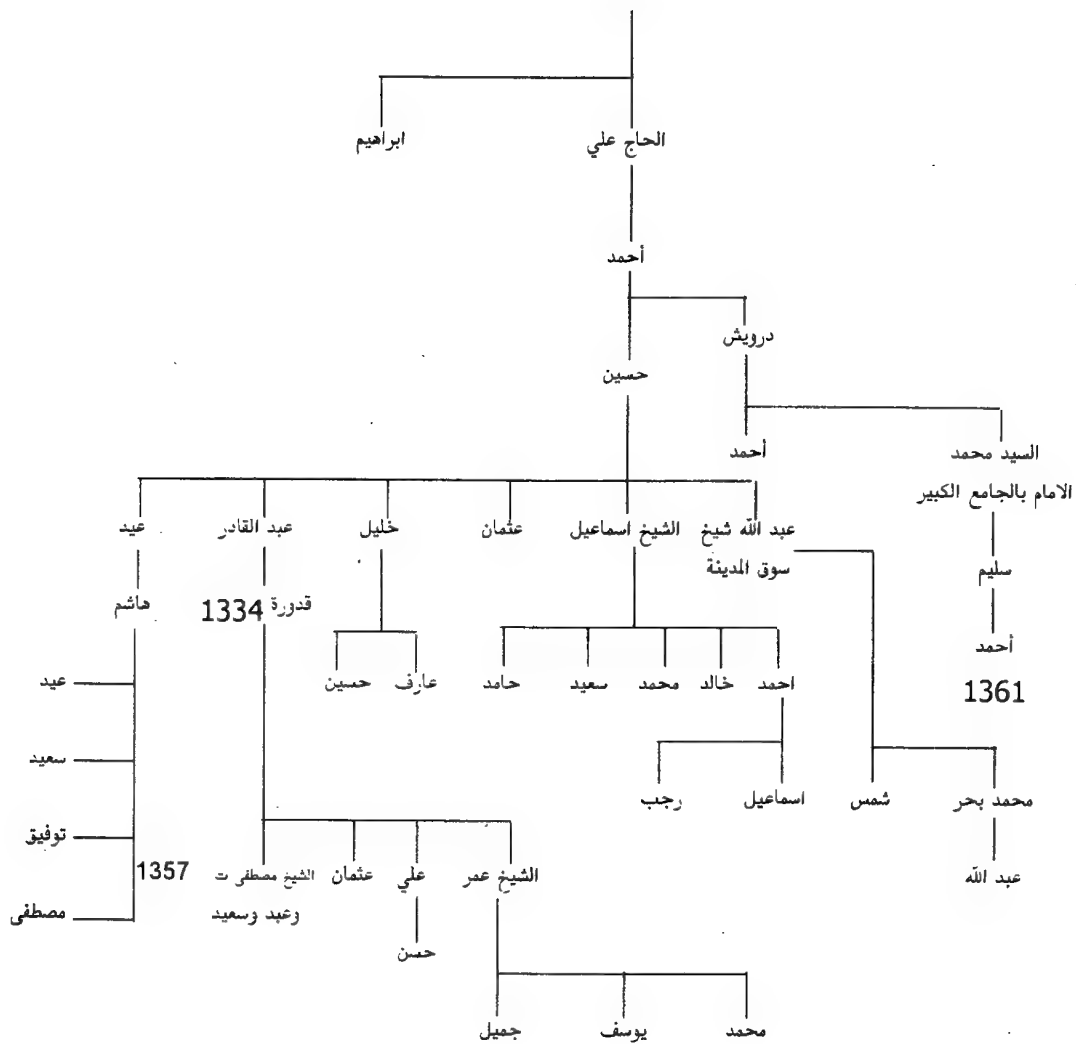 الحاج علي
ابراهيم
أحمد
درويش
حسين
السيد محمد
الامام بالجامع الكبير
أحمد
عبد الله شيخ
سوق المدينة
الشيخ اسماعيل
عثمان
خليل
عبد القادر
عيد
سليم
قدورة 1334
هاشم
أحمد
1361
احمد
خالد
محمد
سعيد
حامد
عارف
حسين
عيد
سعيد
محمد بحر
شمس
اسماعيل
رجب
توفيق
عبد الله
الشيخ عمر
علي
عثمان
الشيخ مصطفى ت 1357
وعبد وسعيد
مصطفى
حسن
محمد
يوسف
جميل